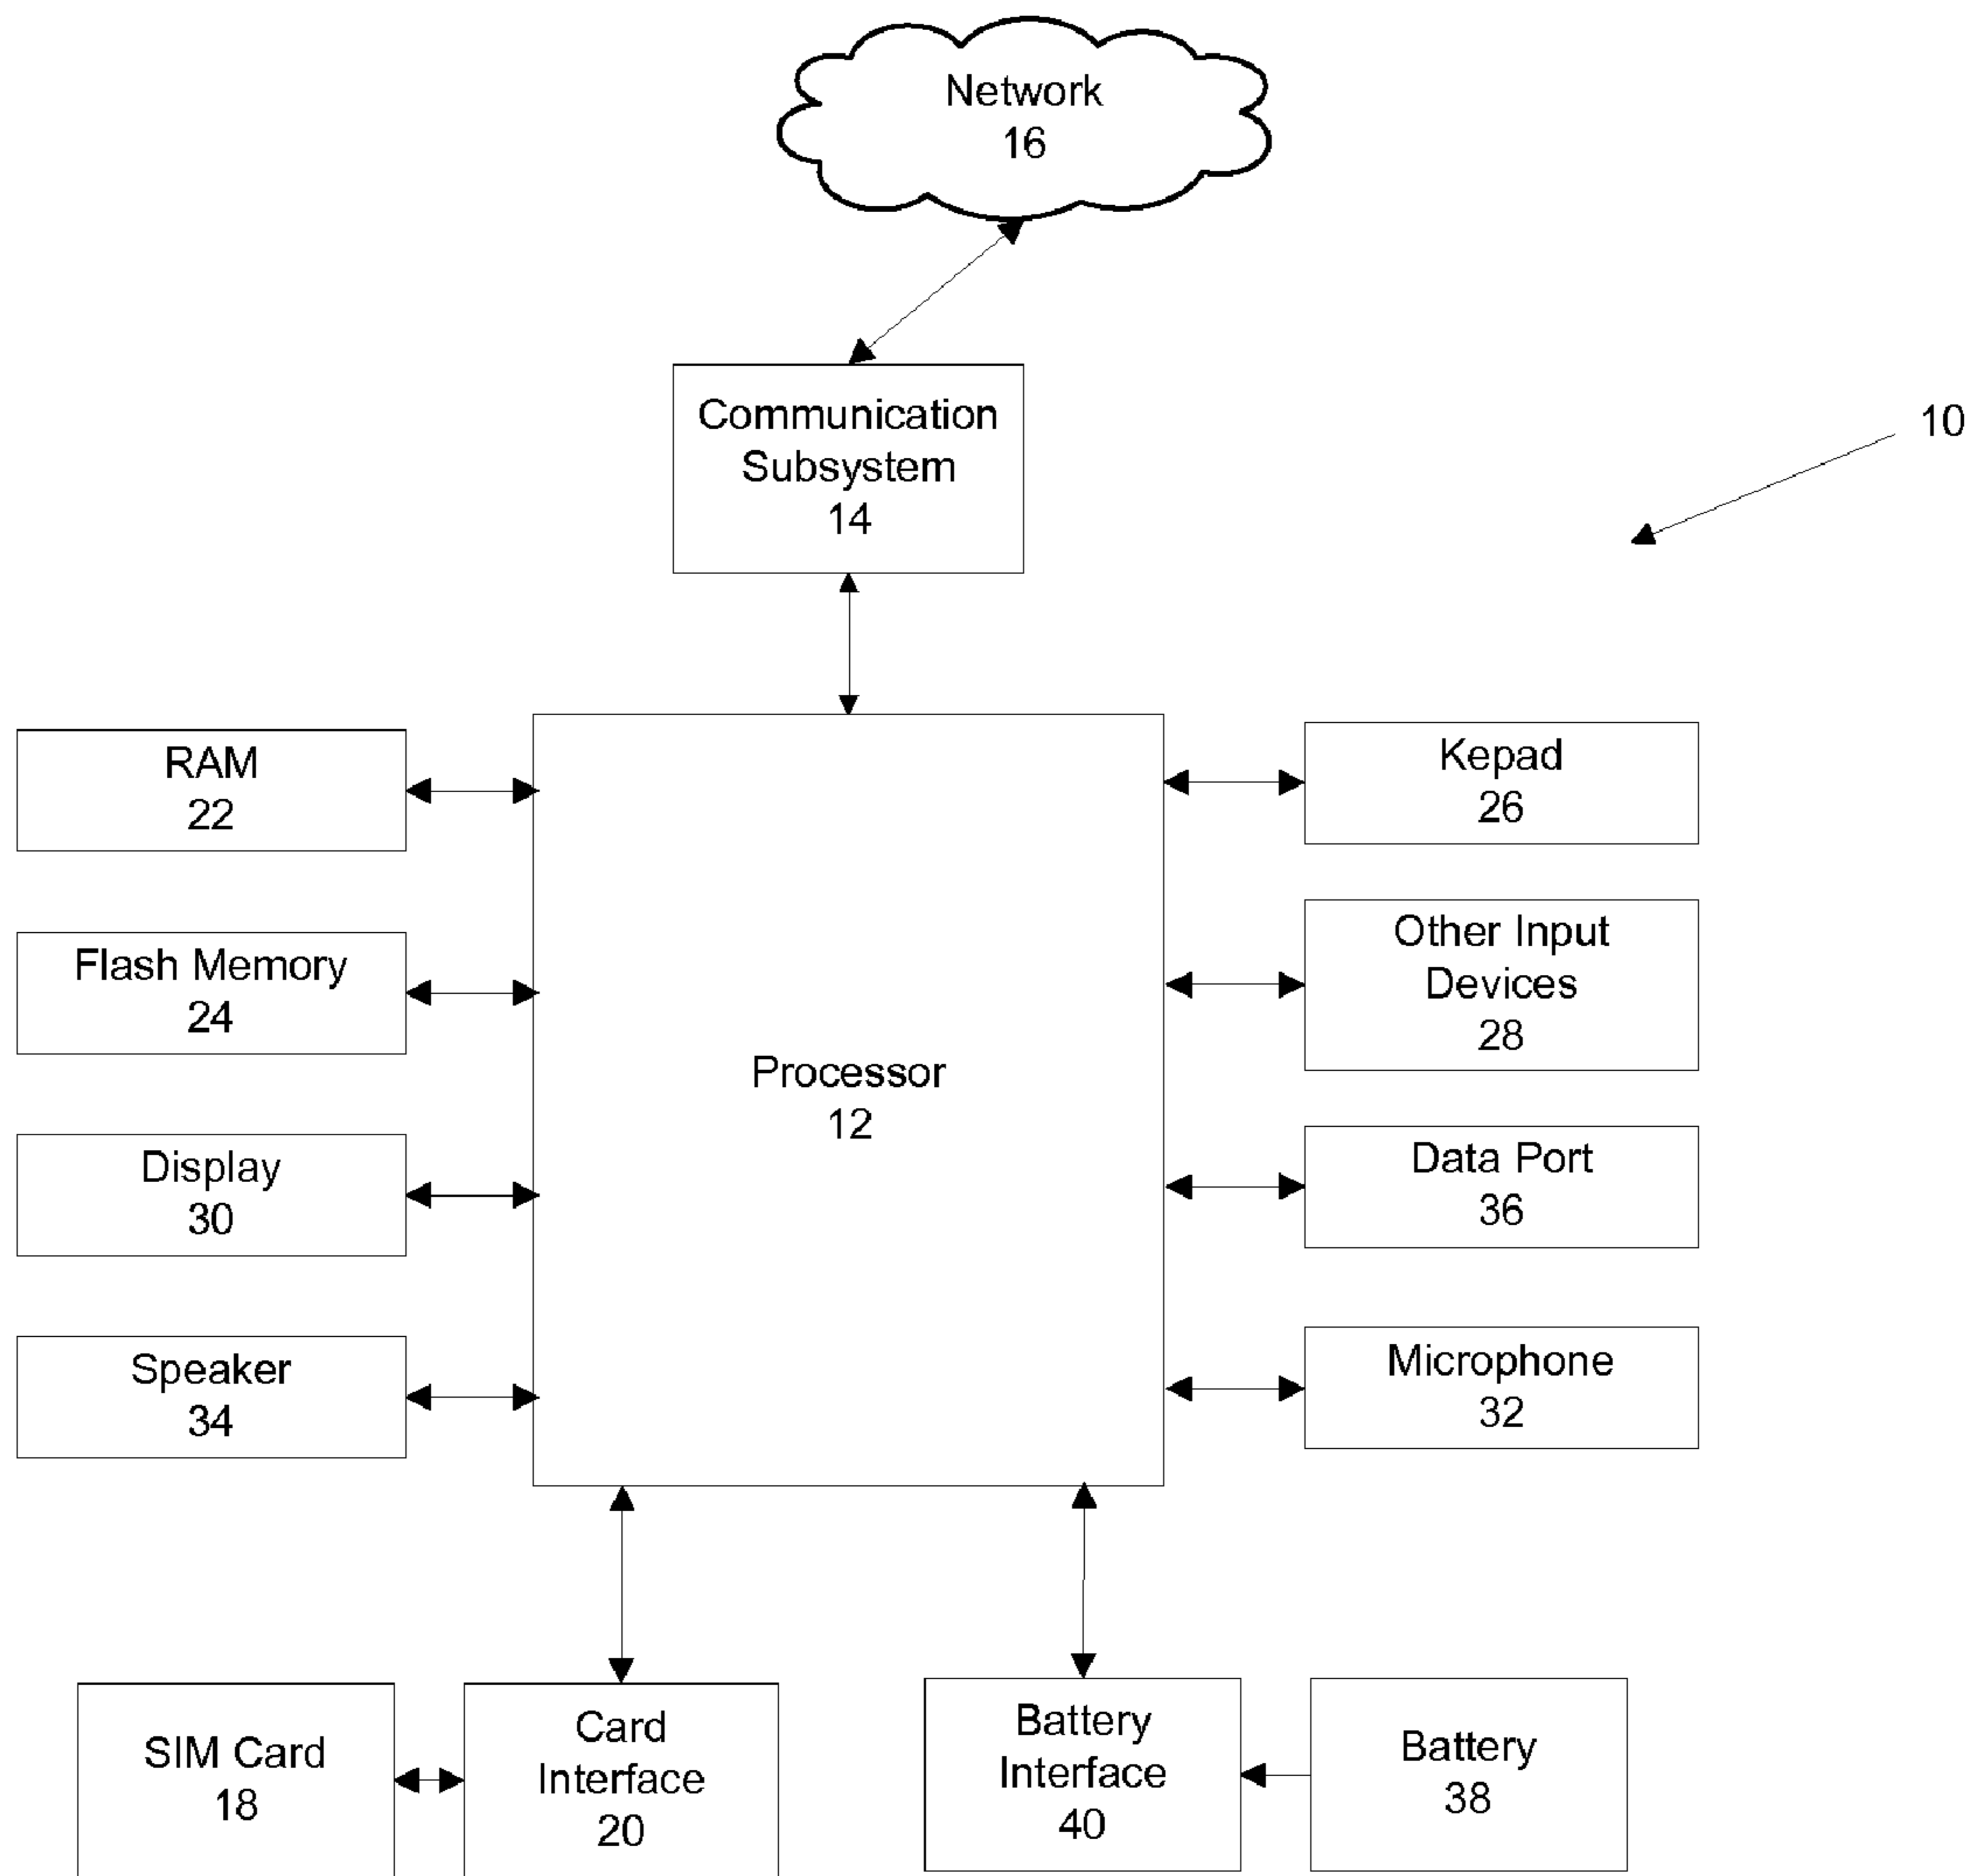 Network
16
Communication
Subsystem
14
10
RAM
22
Kepad
26
Flash Memory
24
Other Input
Devices
28
Processor
12
Display
30
Data Port
36
Speaker
34
Microphone
32
SIM Card
18
Card
Interface
20
Battery
Interface
40
Battery
38